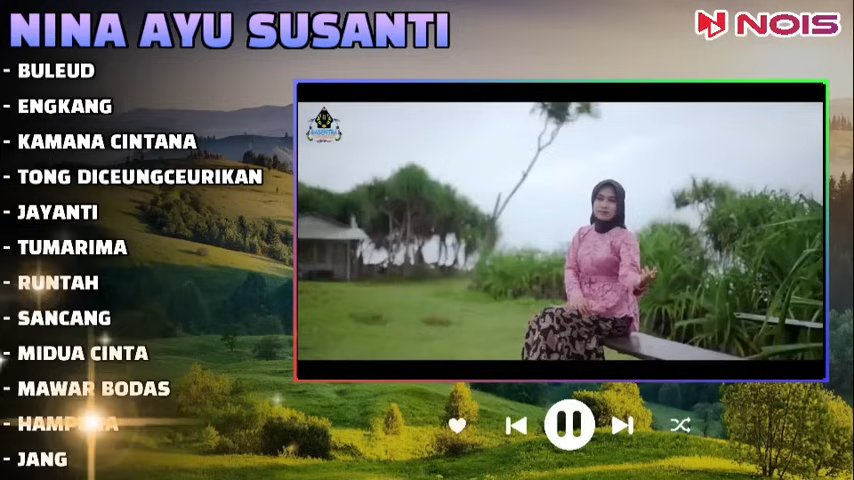 NINA AYU SUSANTI
NOIS
- BULEUD
- ENGKANG
- KAMANA CINTANA
- TONG DICEUNGCEURIKAN
- JAYANTI
- TUMARIMA
- RUNTAH
- SANCANG
- MIDUA CINTA
- MAWAR BODAS
- JANG